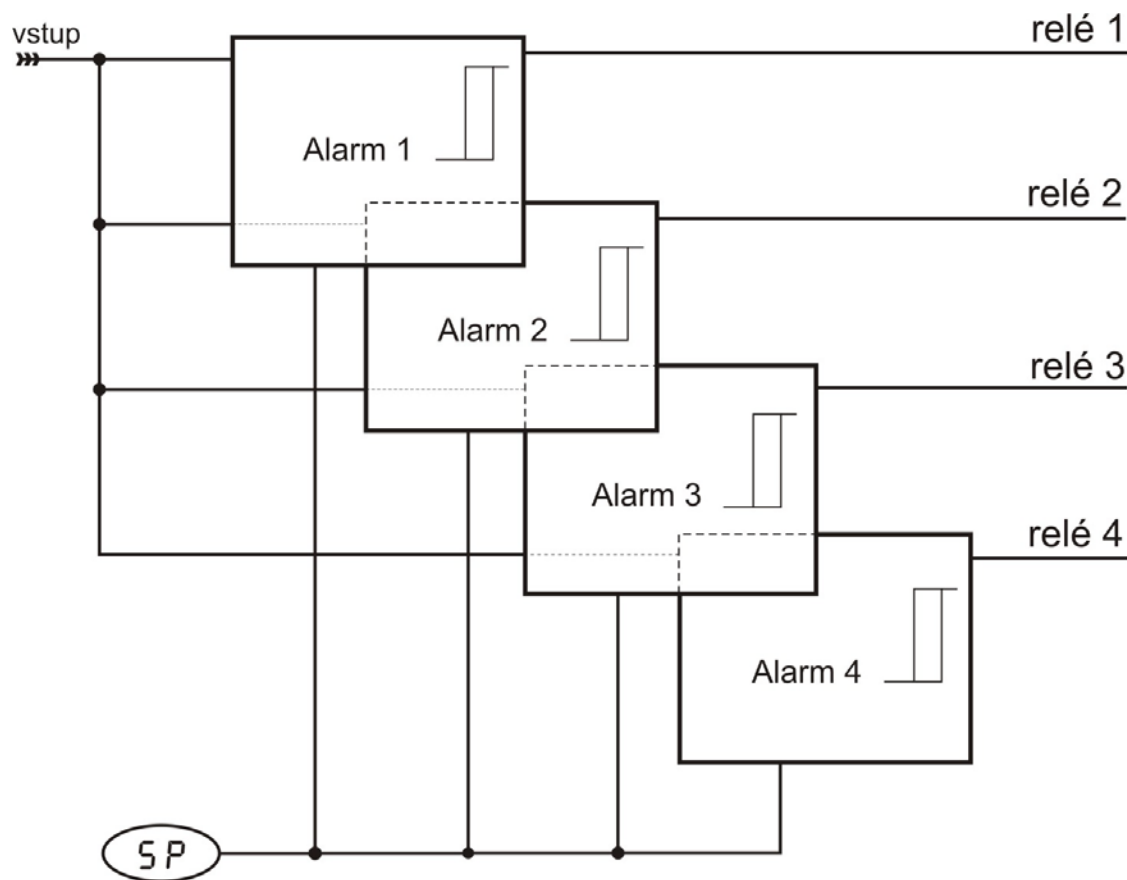 vstup
relé 1
Alarm 1
relé 2
Alarm 2
relé 3
Alarm 3
relé 4
Alarm 4
SP